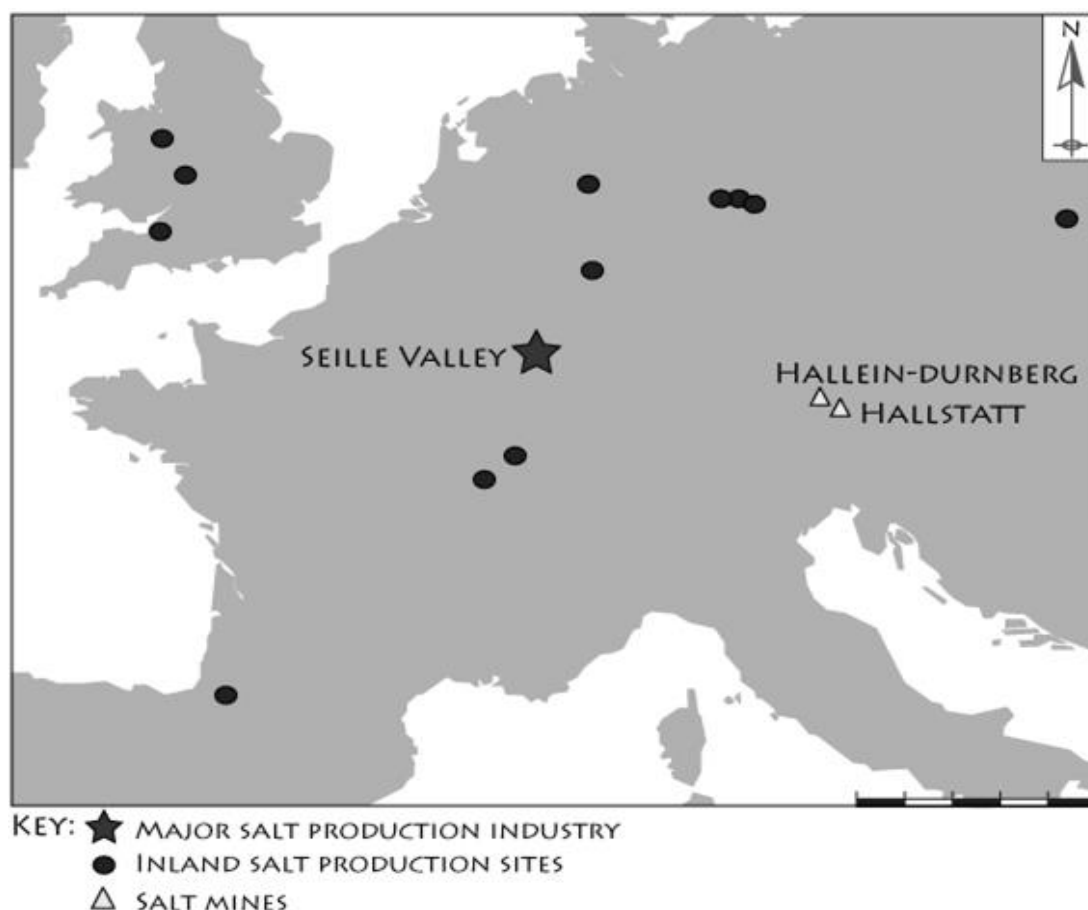 N
SEILLE VALLEY
HALLEIN-DURNBERG
HALLSTATT
KEY: MAJOR SALT PRODUCTION INDUSTRY
INLAND SALT PRODUCTION SITES
SALT MINES